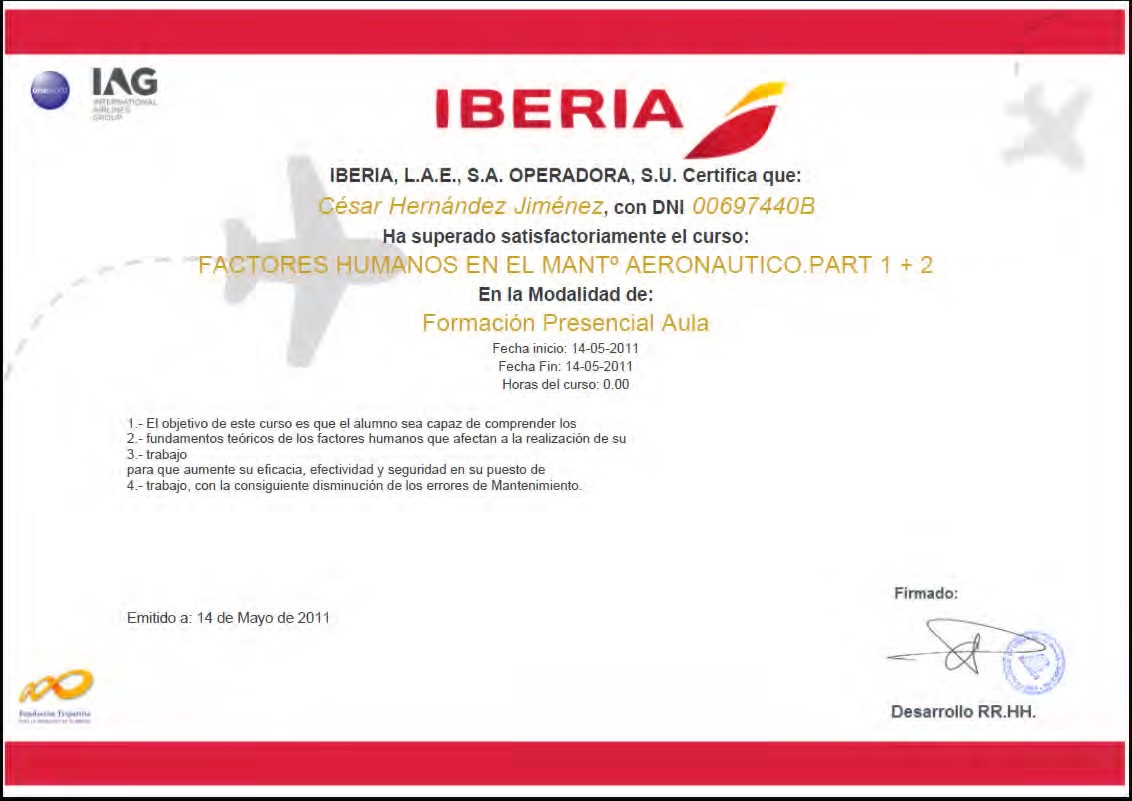 oneworld
IAG
INTERNATIONAL
AIRLINES
GROUP
IBERIA
IBERIA, L.A.E., S.A. OPERADORA, S.U. Certifica que:
César Hernández Jiménez, con DNI 00697440B
Ha superado satisfactoriamente el curso:
FACTORES HUMANOS EN EL MANTº AERONAUTICO.PART 1 + 2
En la Modalidad de:
Formación Presencial Aula
Fecha inicio: 14-05-2011
Fecha Fin: 14-05-2011
Horas del curso: 0.00
1.- El objetivo de este curso es que el alumno sea capaz de comprender los
2.- fundamentos teóricos de los factores humanos que afectan a la realización de su
3.- trabajo
para que aumente su eficacia, efectividad y seguridad en su puesto de
4.- trabajo, con la consiguiente disminución de los errores de Mantenimiento.
Firmado:
Emitido a: 14 de Mayo de 2011
Fundación Tripartita
Desarrollo RR.HH.